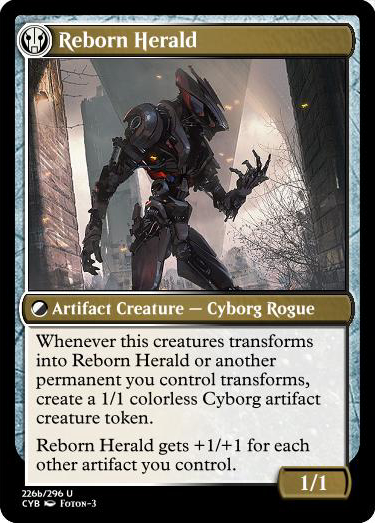 Reborn Herald
Artifact Creature — Cyborg Rogue
Whenever this creatures transforms
into Reborn Herald or another
permanent you control transforms,
create a 1/1 colorless Cyborg artifact
creature token.
Reborn Herald gets +1/+1 for each
other artifact you control.
1/1
226b/296 U
CYB Foton-3